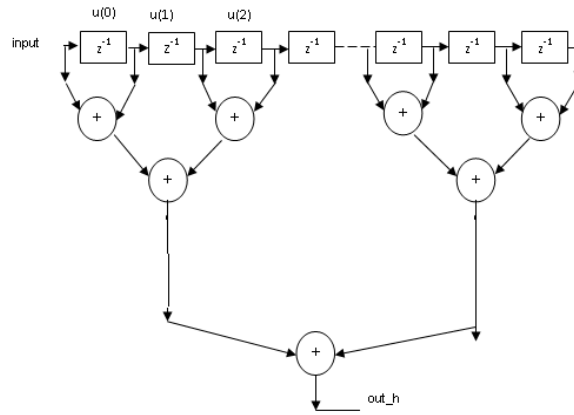 u(0) u(1) u(2)
input z⁻¹ z⁻¹ z⁻¹ z⁻¹ z⁻¹ z⁻¹ z⁻¹
+ + + +
+ +
+
out_h